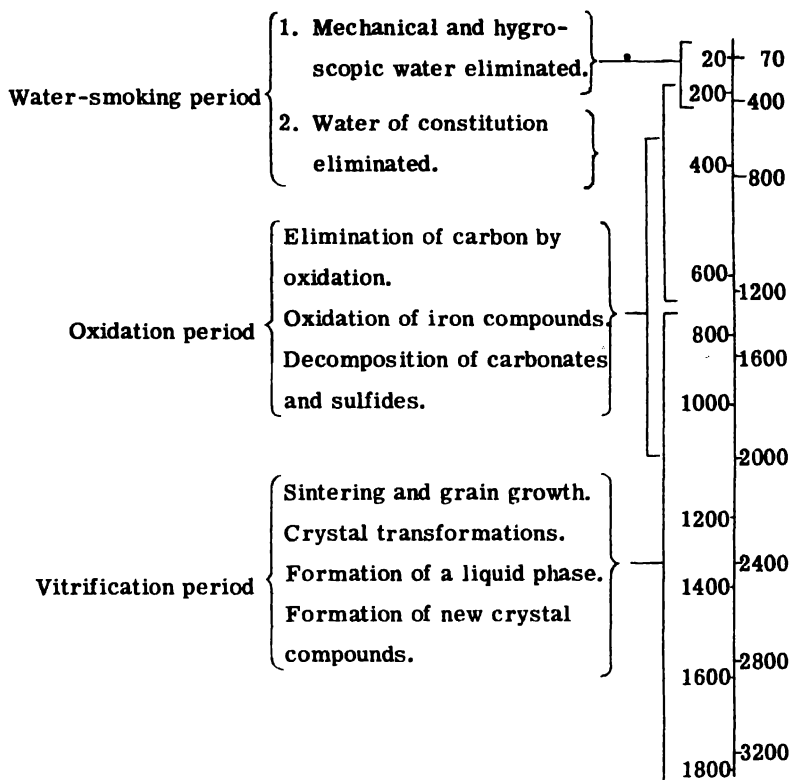 Water-smoking period
1. Mechanical and hygro-
scopic water eliminated.
2. Water of constitution
eliminated.
Oxidation period
Elimination of carbon by
oxidation.
Oxidation of iron compounds.
Decomposition of carbonates
and sulfides.
Vitrification period
Sintering and grain growth.
Crystal transformations.
Formation of a liquid phase.
Formation of new crystal
compounds.
20 70
200 400
400 800
600 1200
800 1600
1000
2000
1200
2400
1400
2800
1600
3200
1800